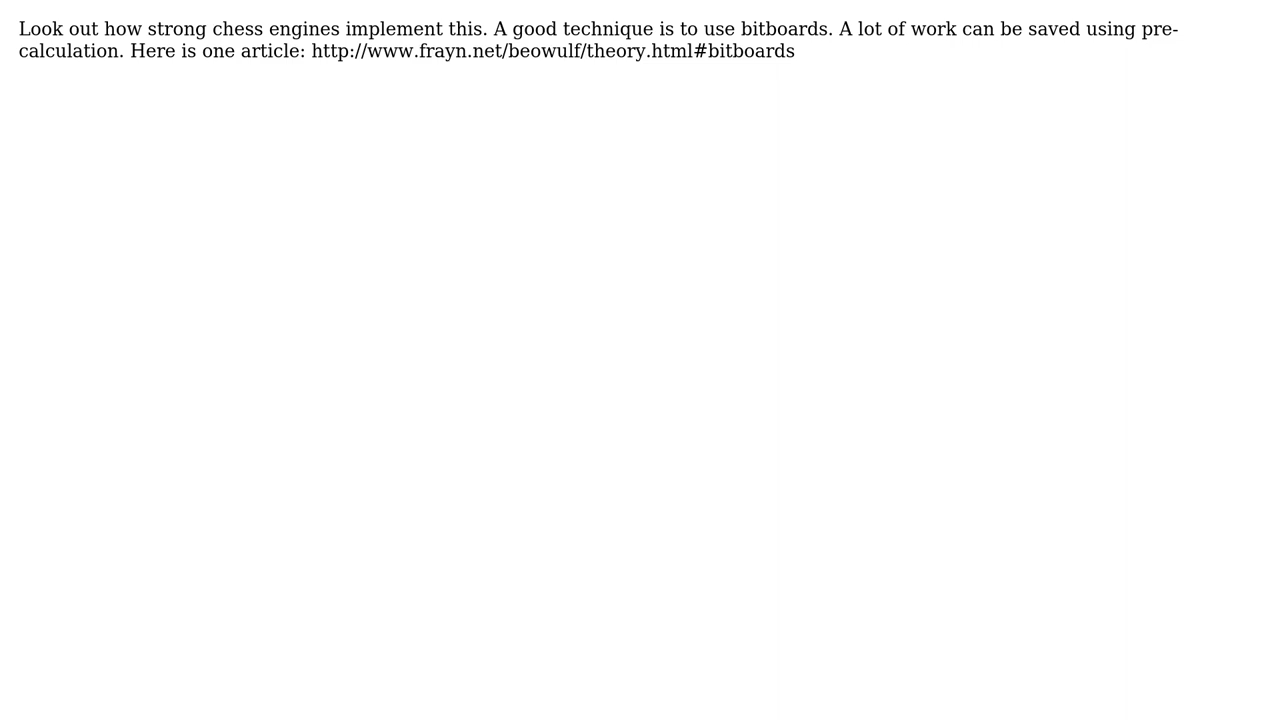 Look out how strong chess engines implement this. A good technique is to use bitboards. A lot of work can be saved using pre-
calculation. Here is one article: http://www.frayn.net/beowulf/theory.html#bitboards